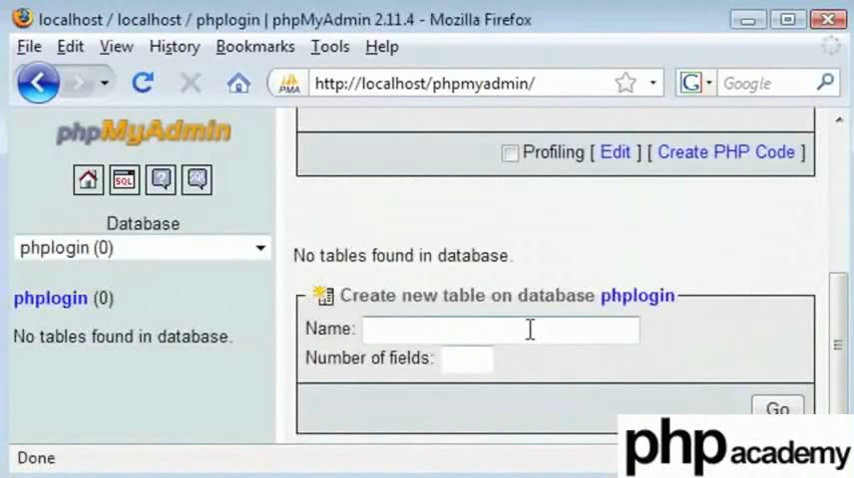 localhost / localhost / phplogin | phpMyAdmin 2.11.4 - Mozilla Firefox
File Edit View History Bookmarks Tools Help
PMA http://localhost/phpmyadmin/ G Google
phpMyAdmin
SQL ?
Database
phplogin (0)
phplogin (0)
No tables found in database.
Profiling [ Edit ] [ Create PHP Code ]
No tables found in database.
Create new table on database phplogin
Name:
Number of fields:
Go
Done
php academy